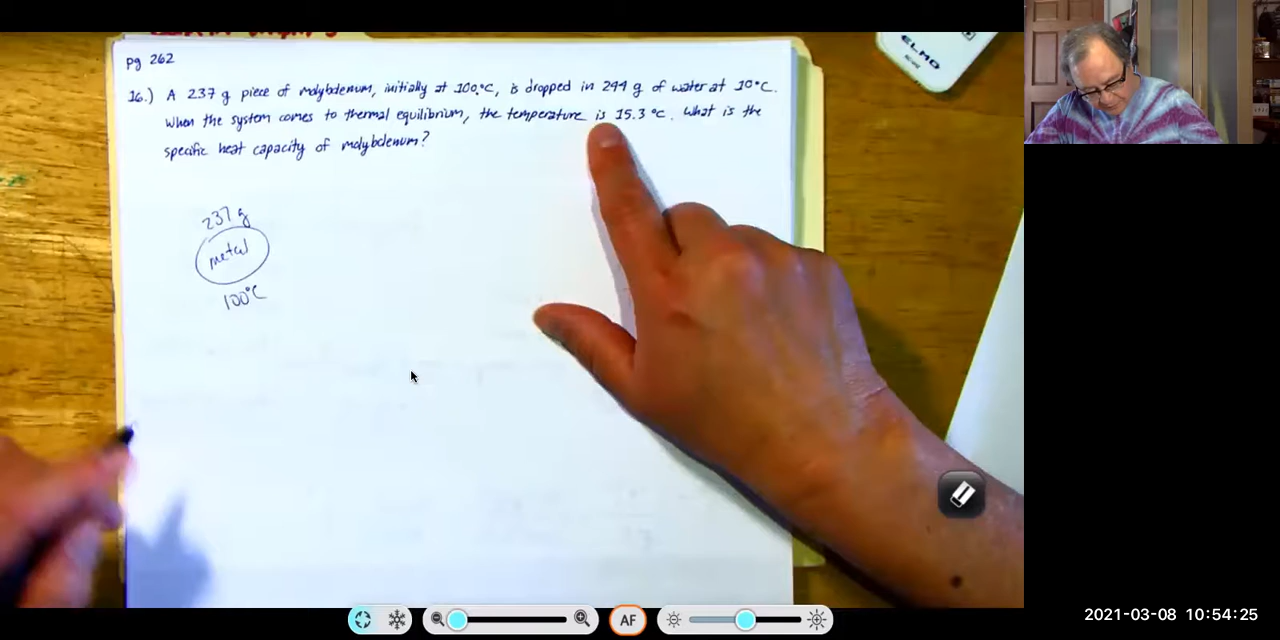 pg 262
16.) A 237 g piece of molybdenum, initially at 100.°C, is dropped in 244 g of water at 10°C.
When the system comes to thermal equilibrium, the temperature is 15.3 °C. What is the
specific heat capacity of molybdenum?
237 g
metal
100°C
ELMO
AF
2021-03-08 10:54:25